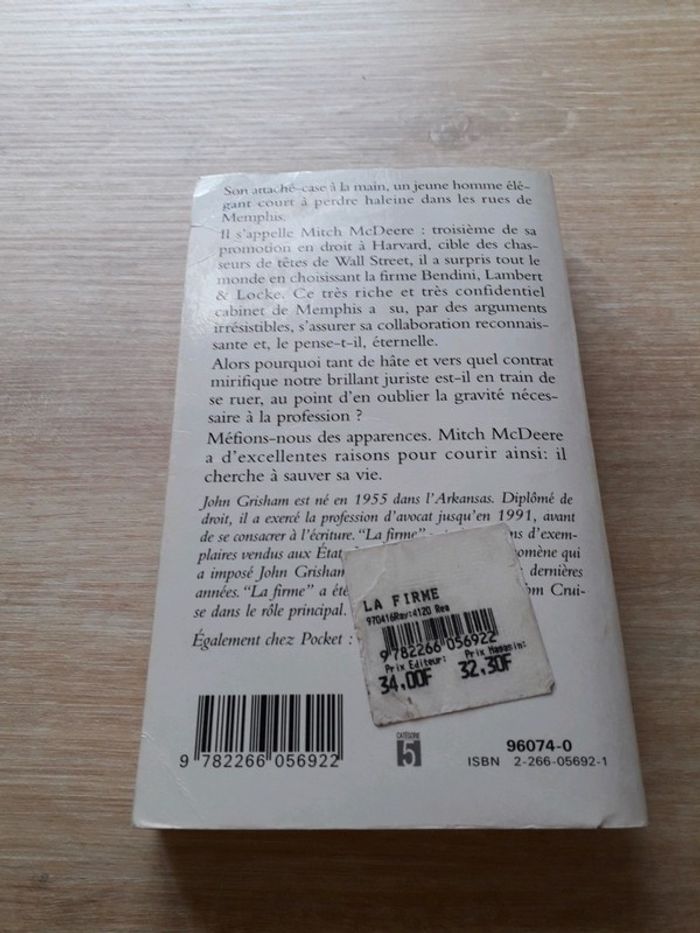 Son attaché-case à la main, un jeune homme élé-
gant court à perdre haleine dans les rues de
Memphis.
Il s'appelle Mitch McDeere : troisième de sa
promotion en droit à Harvard, cible des chas-
seurs de têtes de Wall Street, il a surpris tout le
monde en choisissant la firme Bendini, Lambert
& Locke. Ce très riche et très confidentiel
cabinet de Memphis a su, par des arguments
irrésistibles, s'assurer sa collaboration reconnais-
sante et, le pense-t-il, éternelle.
Alors pourquoi tant de hâte et vers quel contrat
mirifique notre brillant juriste est-il en train de
se ruer, au point d'en oublier la gravité néces-
saire à la profession ?
Méfions-nous des apparences. Mitch McDeere
a d'excellentes raisons pour courir ainsi: il
cherche à sauver sa vie.
John Grisham est né en 1955 dans l'Arkansas. Diplômé de
droit, il a exercé la profession d'avocat jusqu'en 1991, avant
de se consacrer à l'écriture. "La firme" d'exem-
plaires vendus aux
a imposé John Grisham dernières
années. "La firme" a Crui-
se dans le rôle principal.
Également chez Pocket :
LA FIRME
970416Ray:4120 Rea
9 782266 056922
Prix Editeur: Prix Magasin:
34,00F 32,30F
9 782266 056922
CATÉGORIE
5
96074-0
ISBN 2-266-05692-1